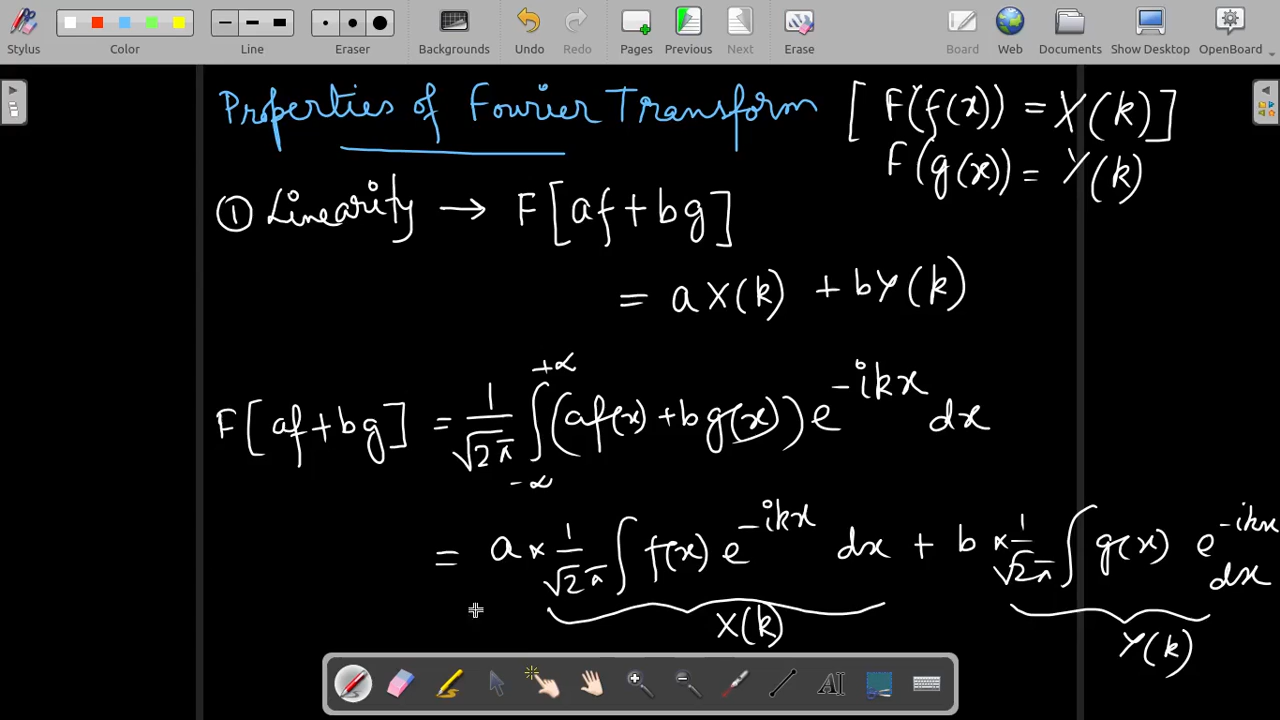 Stylus Color Line Eraser Backgrounds Undo Redo Pages Previous Next Erase Board Web Documents Show Desktop OpenBoard
Properties of Fourier Transform [ F(f(x)) = X(k) ]
F(g(x)) = Y(k)
① Linearity → F[af+bg]
= aX(k) + bY(k)
F[af+bg] = 1/√2π ∫_{-∞}^{+∞} (af(x) + bg(x)) e^{-ikx} dx
= a × 1/√2π ∫ f(x) e^{-ikx} dx + b × 1/√2π ∫ g(x) e^{-ikx} dx
X(k) Y(k)
AI